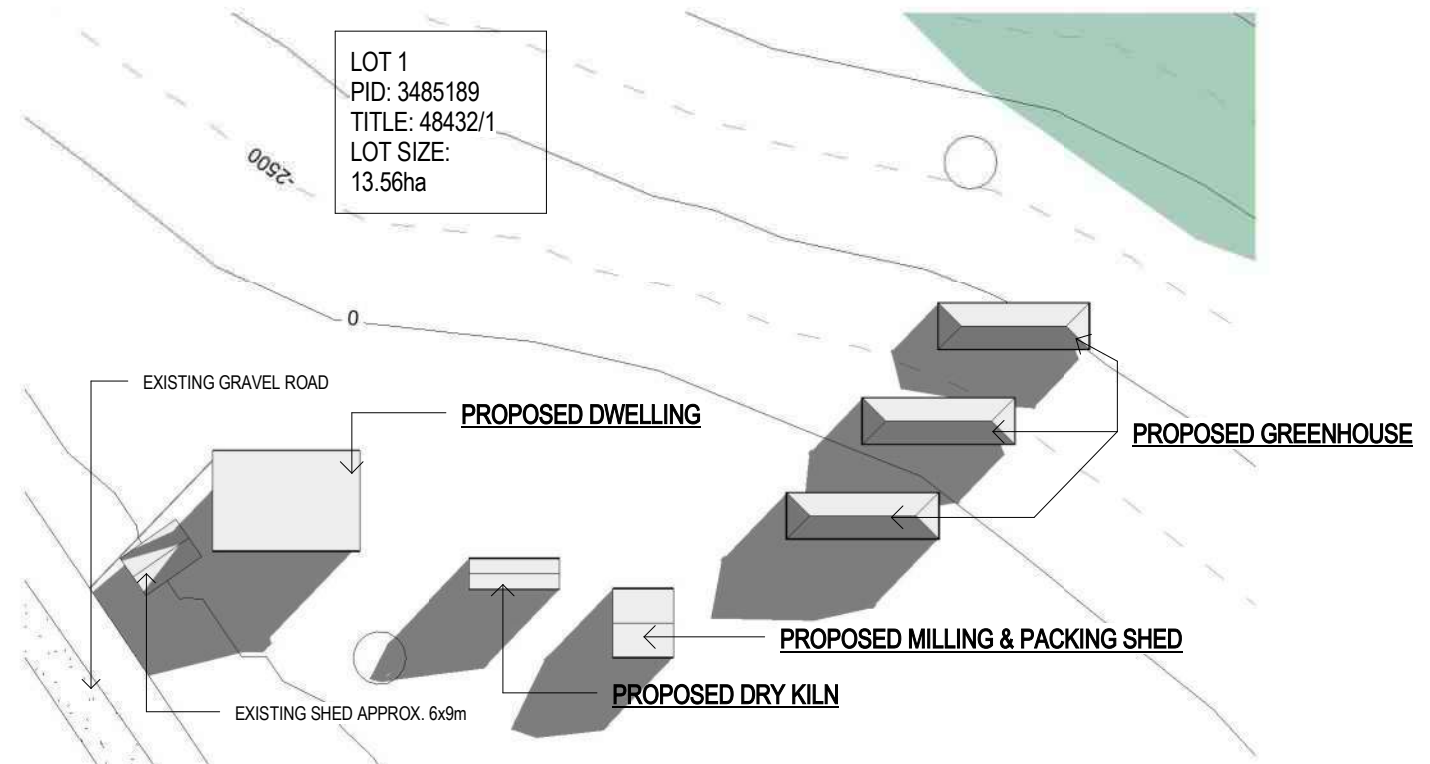 LOT 1
PID: 3485189
TITLE: 48432/1
LOT SIZE:
13.56ha
-2500
0
EXISTING GRAVEL ROAD
PROPOSED DWELLING
PROPOSED GREENHOUSE
PROPOSED MILLING & PACKING SHED
PROPOSED DRY KILN
EXISTING SHED APPROX. 6x9m